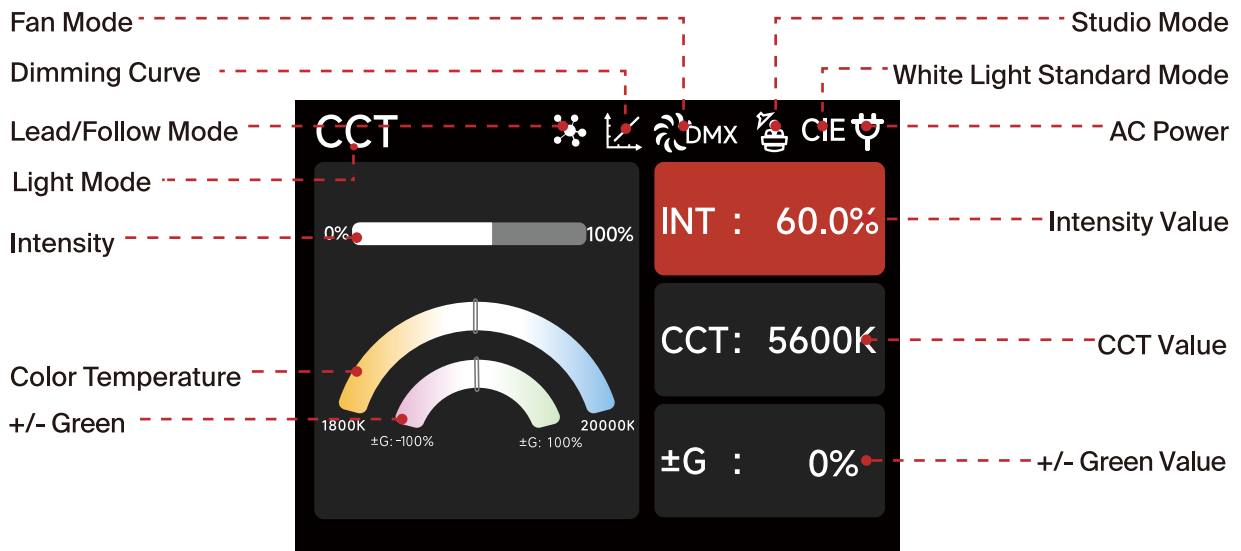 Fan Mode
Studio Mode
Dimming Curve
White Light Standard Mode
Lead/Follow Mode
CCT
DMX
CIE
AC Power
Light Mode
0%
100%
INT : 60.0%
Intensity
Intensity Value
CCT: 5600K
CCT Value
Color Temperature
+/- Green
1800K
20000K
±G: -100%
±G: 100%
±G : 0%
+/- Green Value